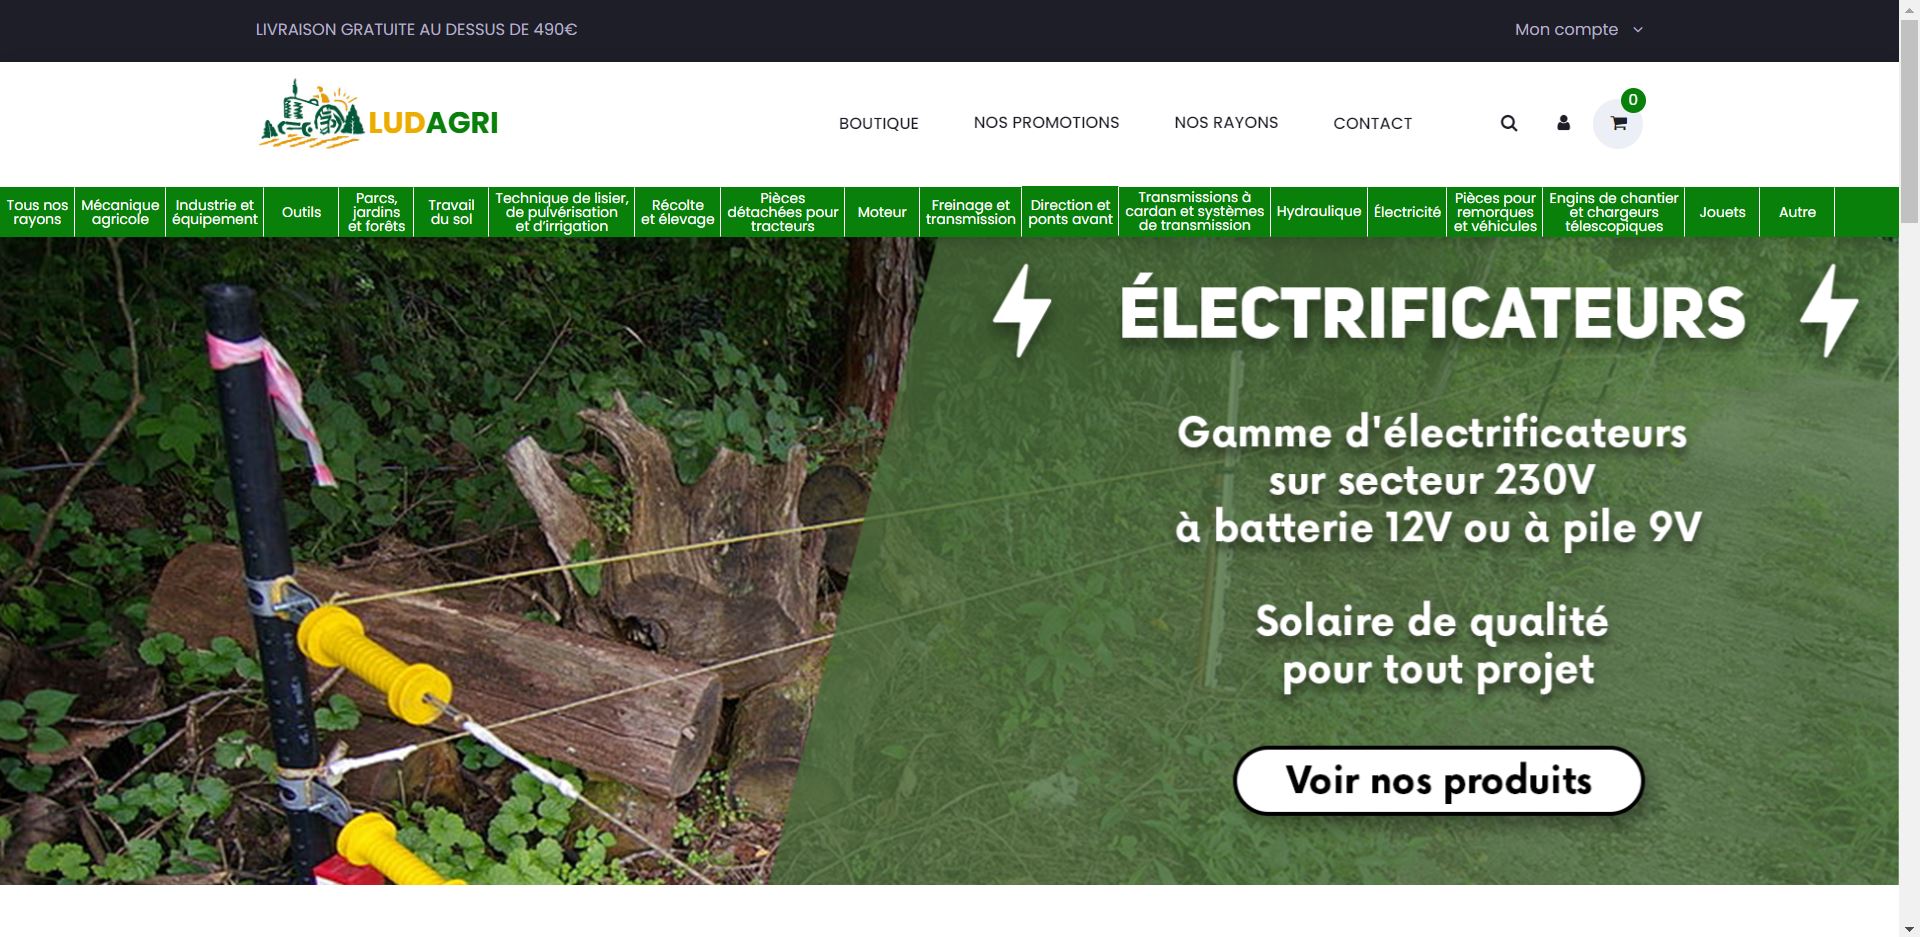 LIVRAISON GRATUITE AU DESSUS DE 490€
Mon compte
LUDAGRI
BOUTIQUE
NOS PROMOTIONS
NOS RAYONS
CONTACT
0
Tous nos
rayons
Mécanique
agricole
Industrie et
équipement
Outils
Parcs,
jardins
et forêts
Travail
du sol
Technique de lisier,
de pulvérisation
et d'irrigation
Récolte
et élevage
Pièces
détachées pour
tracteurs
Moteur
Freinage et
transmission
Direction et
ponts avant
Transmissions à
cardan et systèmes
de transmission
Hydraulique
Électricité
Pièces pour
remorques
et véhicules
Engins de chantier
et chargeurs
télescopiques
Jouets
Autre
ÉLECTRIFICATEURS
Gamme d'électrificateurs
sur secteur 230V
à batterie 12V ou à pile 9V
Solaire de qualité
pour tout projet
Voir nos produits